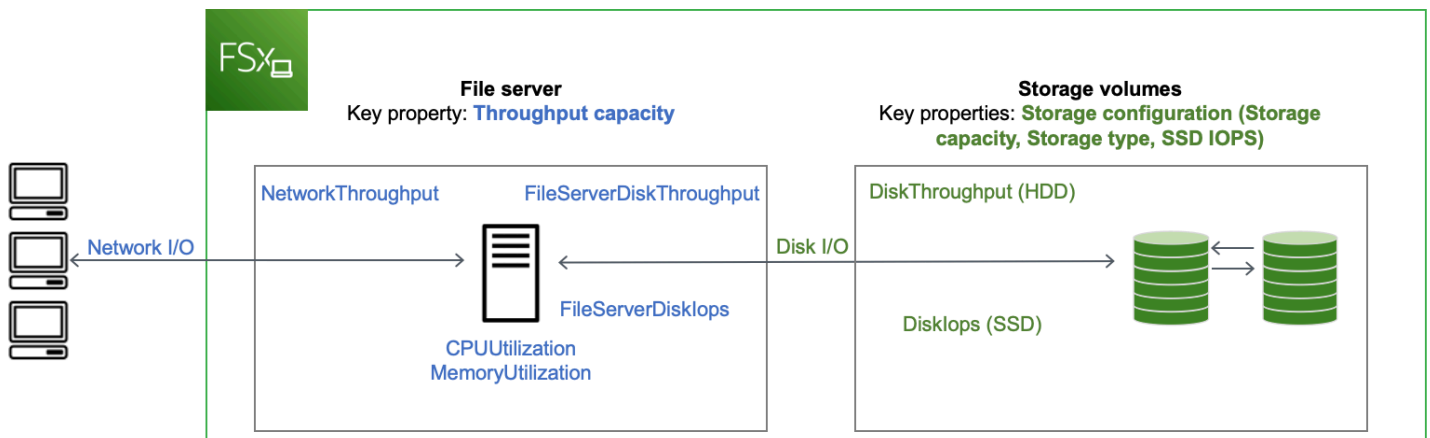 FSx
File server
Key property: Throughput capacity
Storage volumes
Key properties: Storage configuration (Storage
capacity, Storage type, SSD IOPS)
NetworkThroughput
FileServerDiskThroughput
DiskThroughput (HDD)
Network I/O
Disk I/O
FileServerDiskIops
DiskIops (SSD)
CPUUtilization
MemoryUtilization